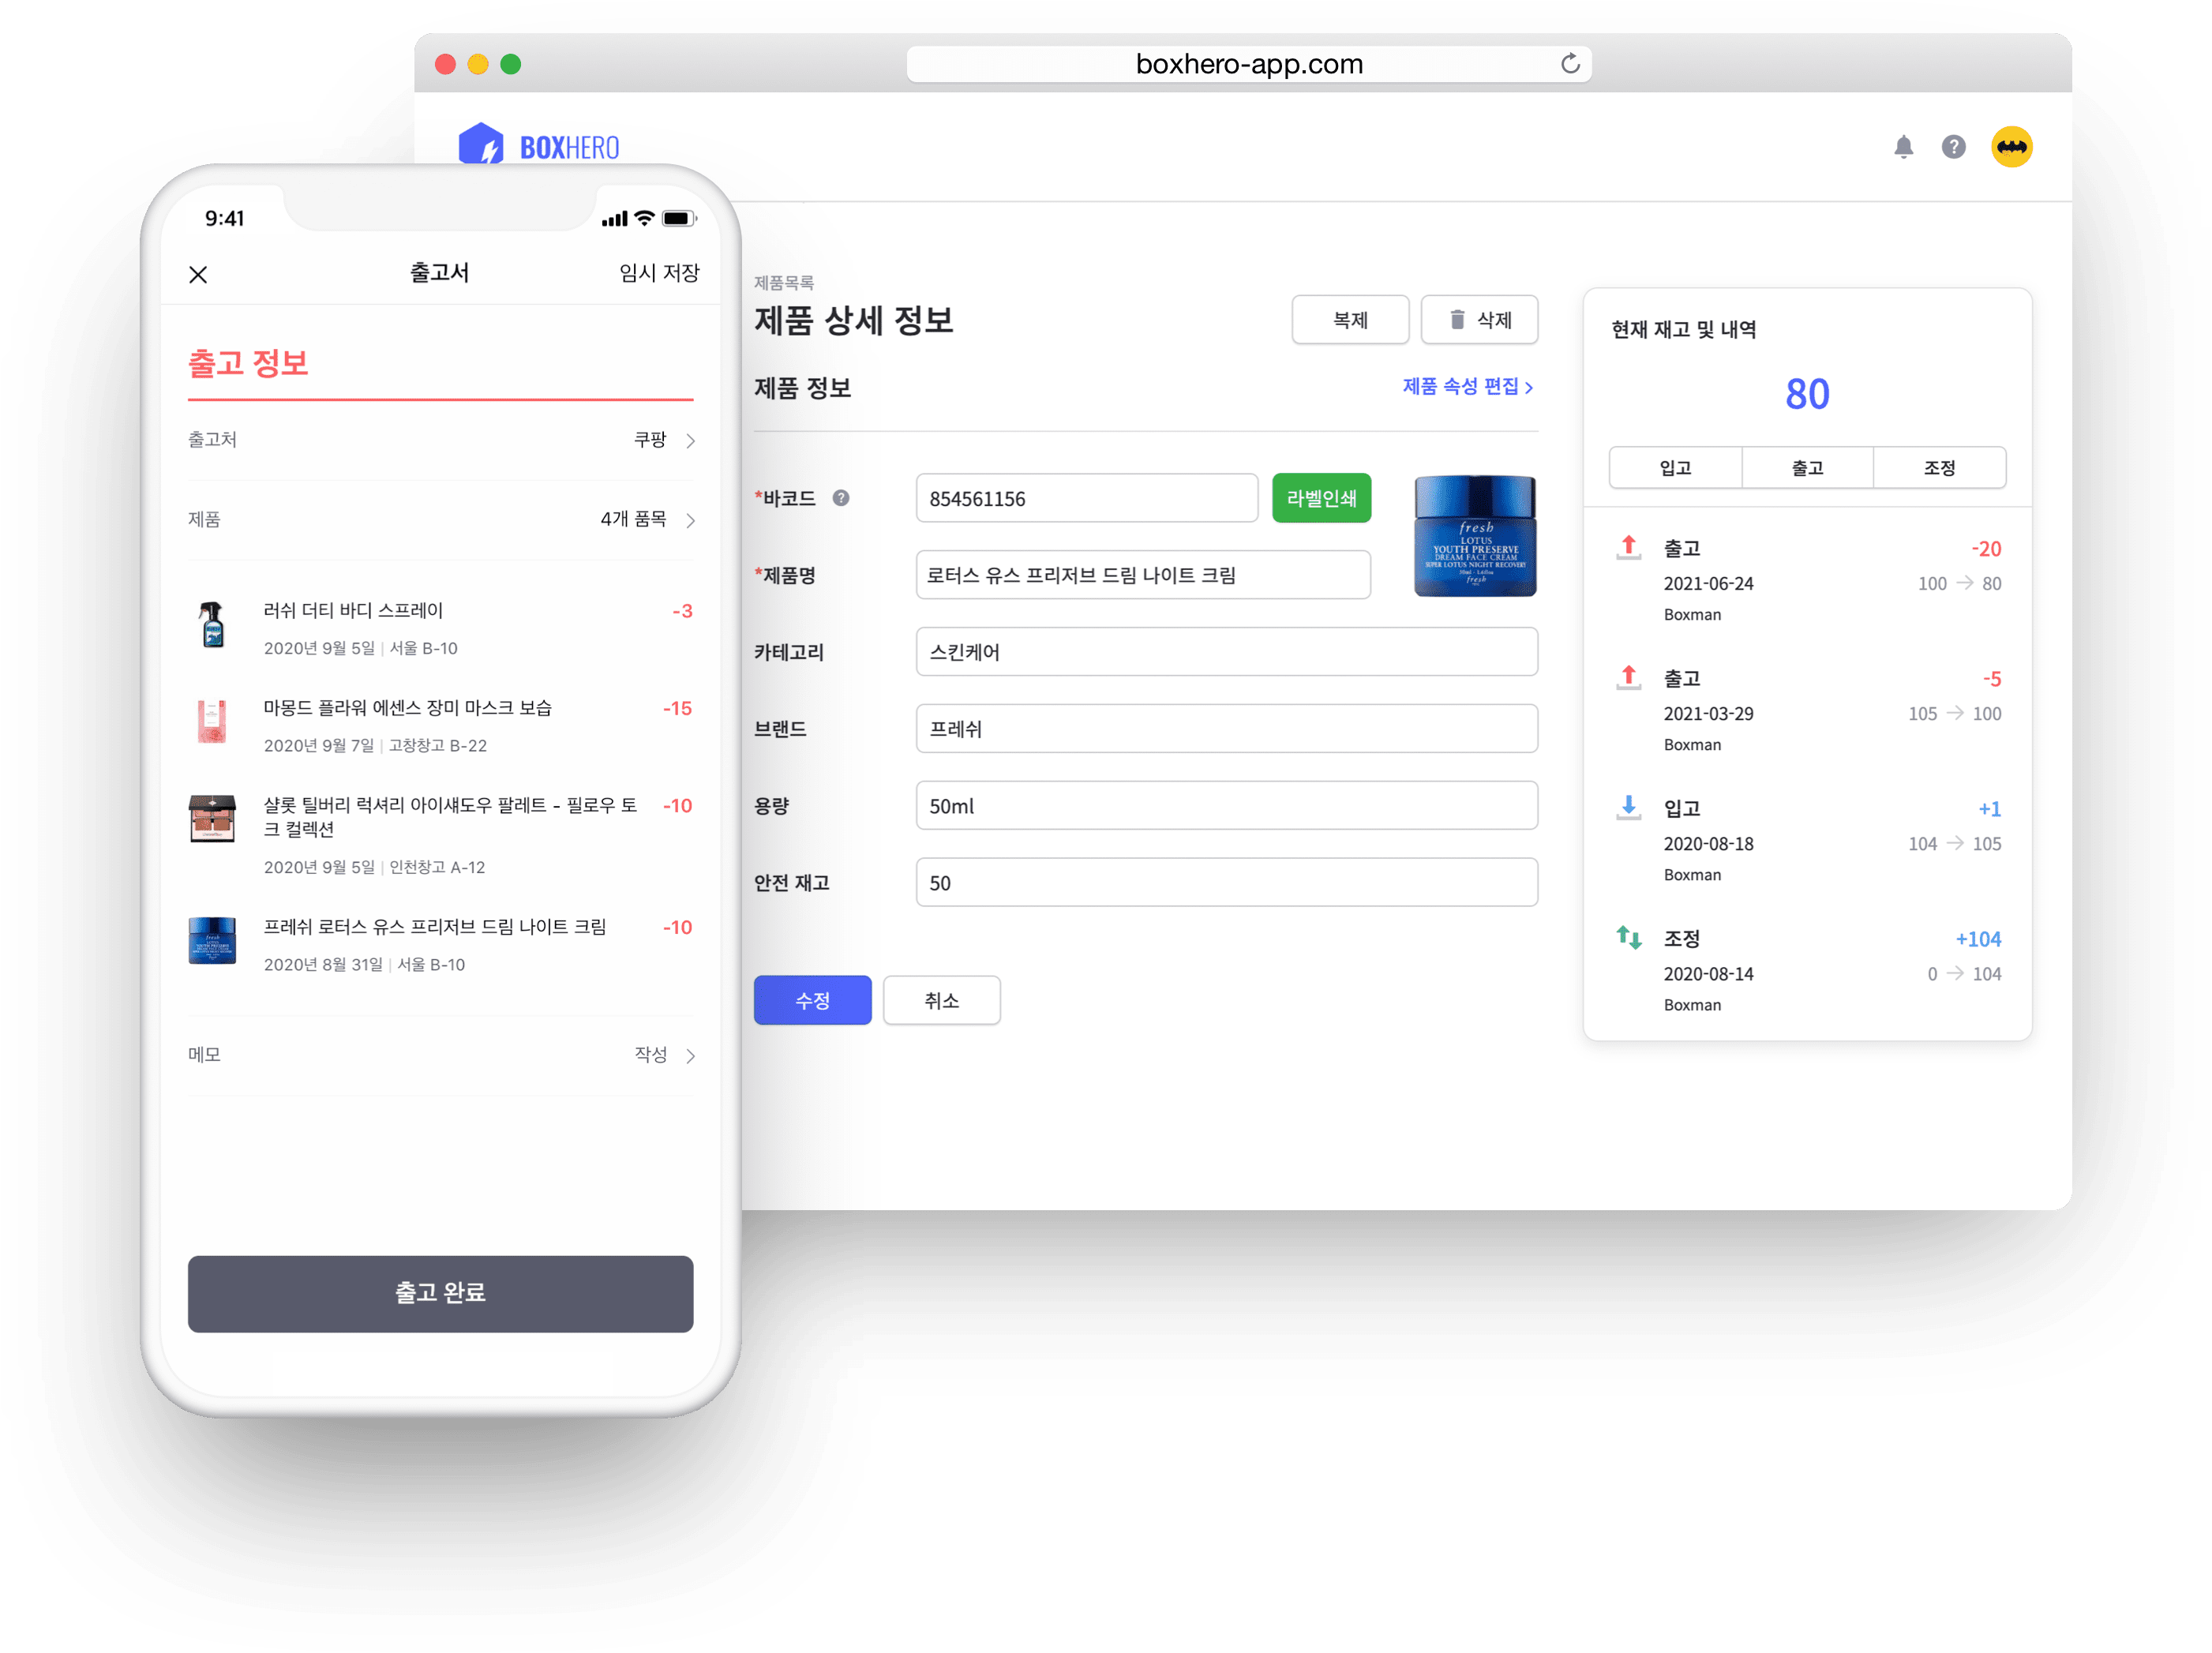 boxhero-app.com
BOXHERO
9:41
출고서
임시 저장
출고 정보
출고처
쿠팡
제품
4개 품목
러쉬 더티 바디 스프레이
-3
2020년 9월 5일 | 서울 B-10
마몽드 플라워 에센스 장미 마스크 보습
-15
2020년 9월 7일 | 고창창고 B-22
샬롯 틸버리 럭셔리 아이섀도우 팔레트 - 필로우 토
크 컬렉션
-10
2020년 9월 5일 | 인천창고 A-12
프레쉬 로터스 유스 프리저브 드림 나이트 크림
-10
2020년 8월 31일 | 서울 B-10
메모
작성
출고 완료
제품목록
제품 상세 정보
복제
삭제
제품 정보
제품 속성 편집
*바코드
854561156
라벨인쇄
*제품명
로터스 유스 프리저브 드림 나이트 크림
fresh
LOTUS
YOUTH PRESERVE
DREAM FACE CREAM
SUPER LOTUS NIGHT RECOVERY
fresh
카테고리
스킨케어
브랜드
프레쉬
용량
50ml
안전 재고
50
수정
취소
현재 재고 및 내역
80
입고
출고
조정
출고
-20
2021-06-24
100 → 80
Boxman
출고
-5
2021-03-29
105 → 100
Boxman
입고
+1
2020-08-18
104 → 105
Boxman
조정
+104
2020-08-14
0 → 104
Boxman